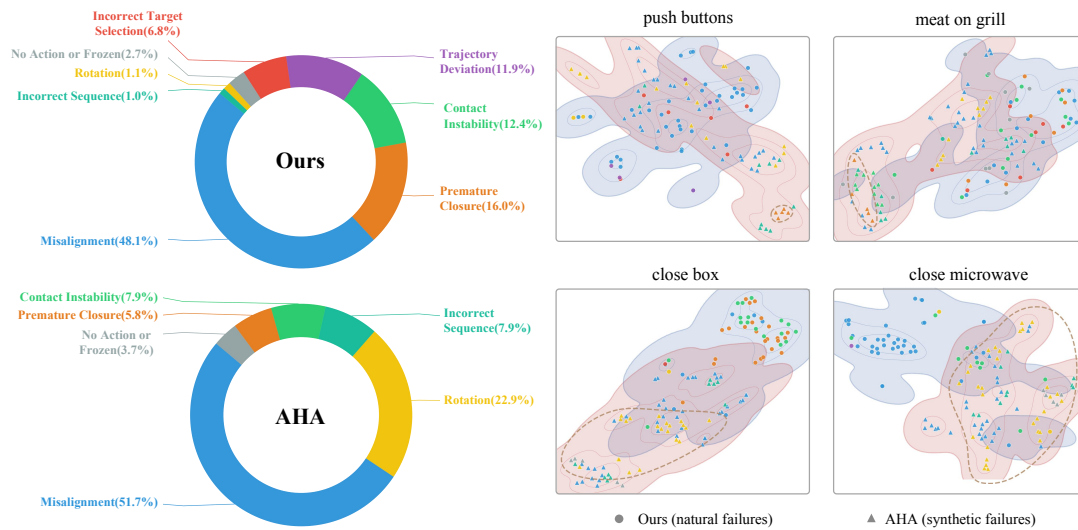 Incorrect Target
Selection(6.8%)
No Action or Frozen(2.7%)
Rotation(1.1%)
Incorrect Sequence(1.0%)
Trajectory
Deviation(11.9%)
Contact
Instability(12.4%)
Ours
Premature
Closure(16.0%)
Misalignment(48.1%)
Contact Instability(7.9%)
Premature Closure(5.8%)
No Action or
Frozen(3.7%)
Incorrect
Sequence(7.9%)
Rotation(22.9%)
AHA
Misalignment(51.7%)
push buttons
meat on grill
close box
close microwave
Ours (natural failures)
AHA (synthetic failures)